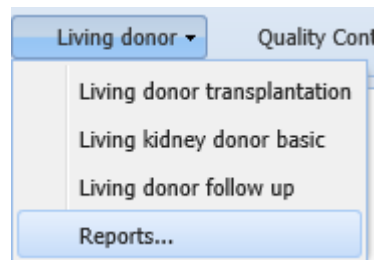 Living donor Quality Cont
Living donor transplantation
Living kidney donor basic
Living donor follow up
Reports...